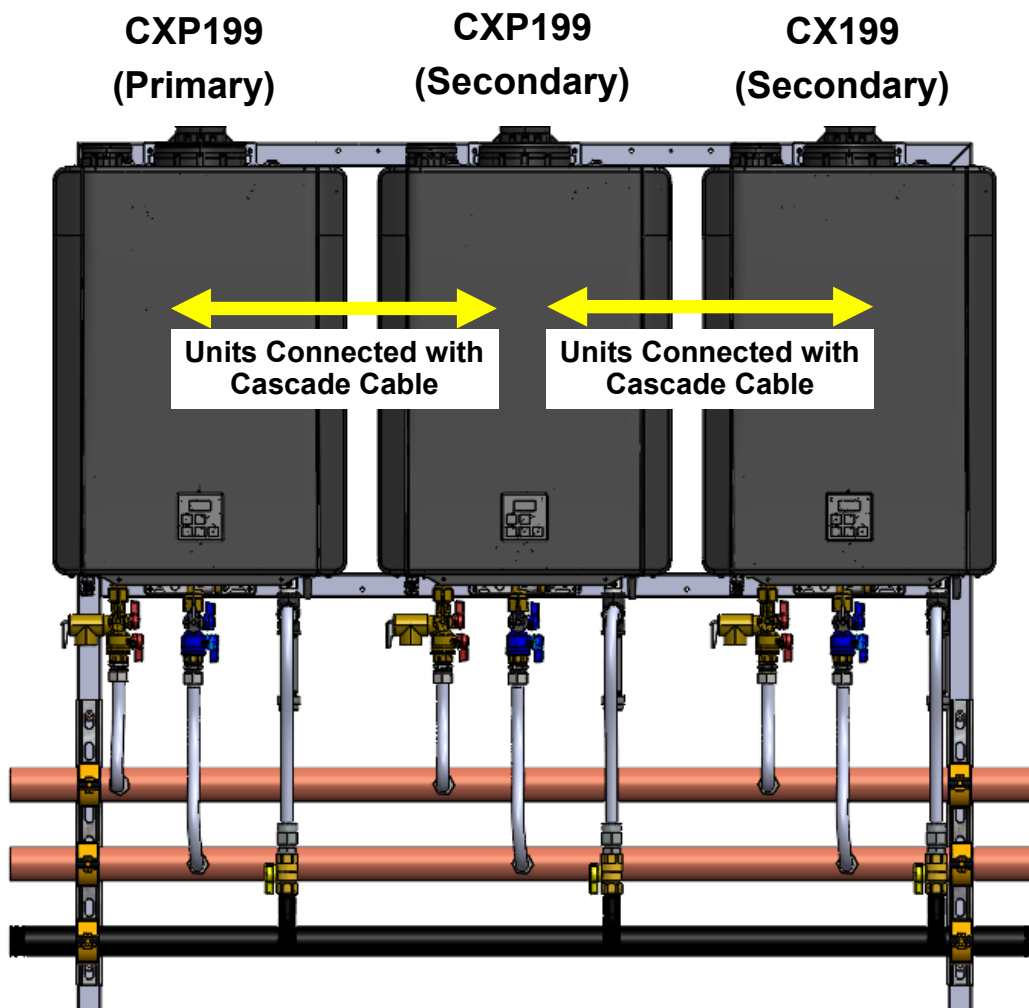 CXP199
(Primary)
CXP199
(Secondary)
CX199
(Secondary)
Units Connected with
Cascade Cable
Units Connected with
Cascade Cable